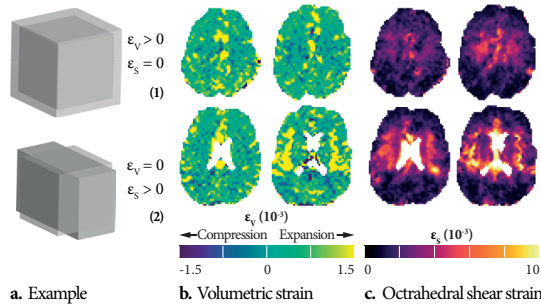 a.
b.
c.
εV > 0
εS = 0
(1)
εV = 0
εS > 0
(2)
εV (10-3)
Compression Expansion
-1.5 0 1.5
εS (10-3)
0 10
a. Example
b. Volumetric strain
c. Octahedral shear strain